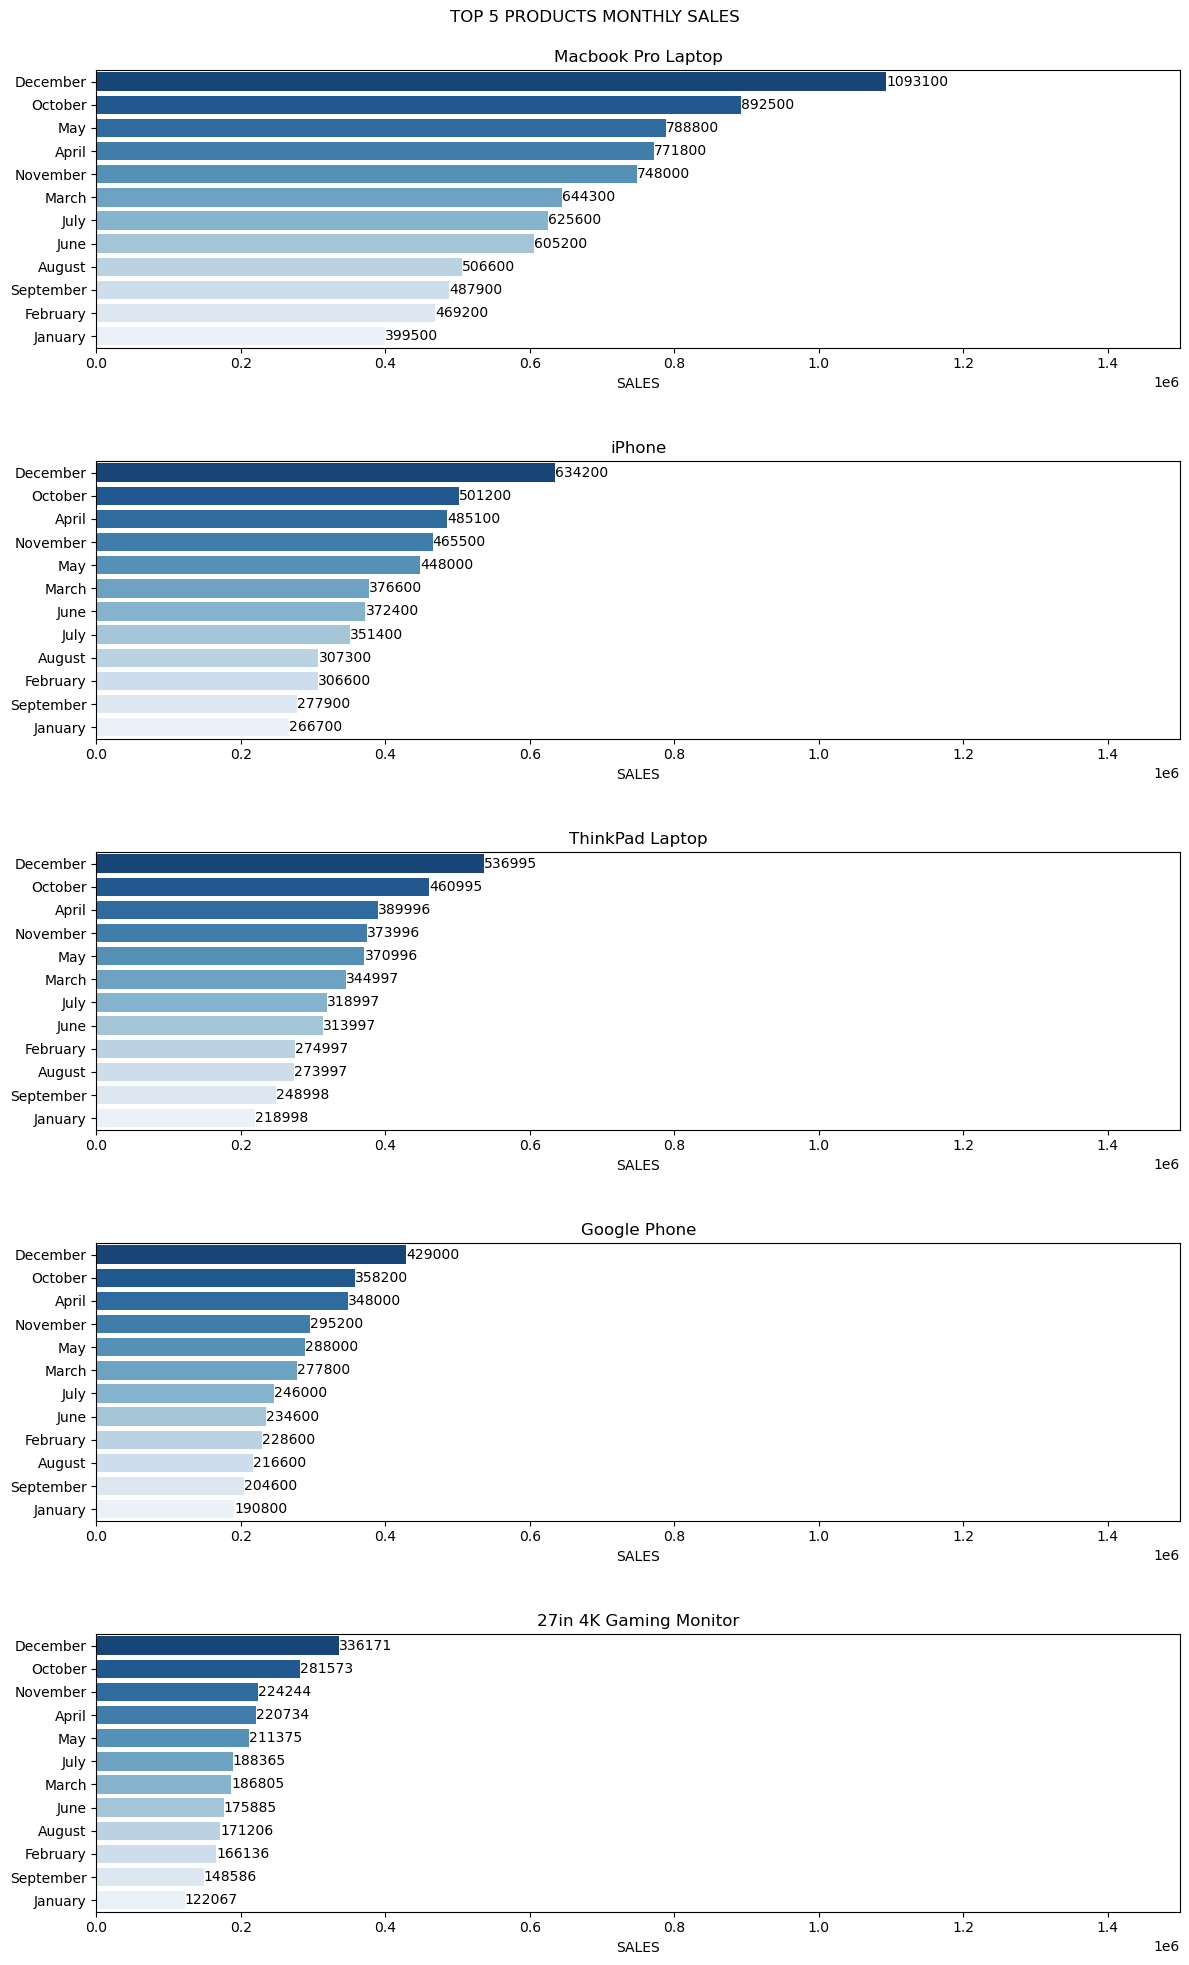 TOP 5 PRODUCTS MONTHLY SALES
Macbook Pro Laptop
December 1093100
October 892500
May 788800
April 771800
November 748000
March 644300
July 625600
June 605200
August 506600
September 487900
February 469200
January 399500
0.0 0.2 0.4 0.6 0.8 1.0 1.2 1.4
SALES 1e6
iPhone
December 634200
October 501200
April 485100
November 465500
May 448000
March 376600
June 372400
July 351400
August 307300
February 306600
September 277900
January 266700
0.0 0.2 0.4 0.6 0.8 1.0 1.2 1.4
SALES 1e6
ThinkPad Laptop
December 536995
October 460995
April 389996
November 373996
May 370996
March 344997
July 318997
June 313997
February 274997
August 273997
September 248998
January 218998
0.0 0.2 0.4 0.6 0.8 1.0 1.2 1.4
SALES 1e6
Google Phone
December 429000
October 358200
April 348000
November 295200
May 288000
March 277800
July 246000
June 234600
February 228600
August 216600
September 204600
January 190800
0.0 0.2 0.4 0.6 0.8 1.0 1.2 1.4
SALES 1e6
27in 4K Gaming Monitor
December 336171
October 281573
November 224244
April 220734
May 211375
July 188365
March 186805
June 175885
August 171206
February 166136
September 148586
January 122067
0.0 0.2 0.4 0.6 0.8 1.0 1.2 1.4
SALES 1e6